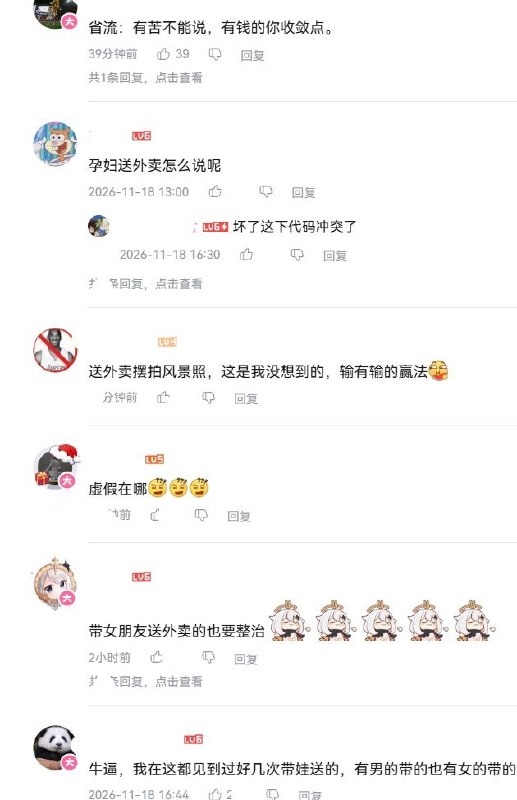 省流：有苦不能说，有钱的你收敛点。
39分钟前 39 回复
共1条回复，点击查看
LV6
孕妇送外卖怎么说呢
2026-11-18 13:00 回复
LV6 坏了这下代码冲突了
2026-11-18 16:30 回复
条回复，点击查看
LV4
送外卖摆拍风景照，这是我没想到的，输有输的赢法
分钟前 回复
LV5
虚假在哪
前 回复
LV6
带女朋友送外卖的也要整治
2小时前 回复
条回复，点击查看
LV6
牛逼，我在这都见到过好几次带娃送的，有男的带的也有女的带的
2026-11-18 16:44 2 回复